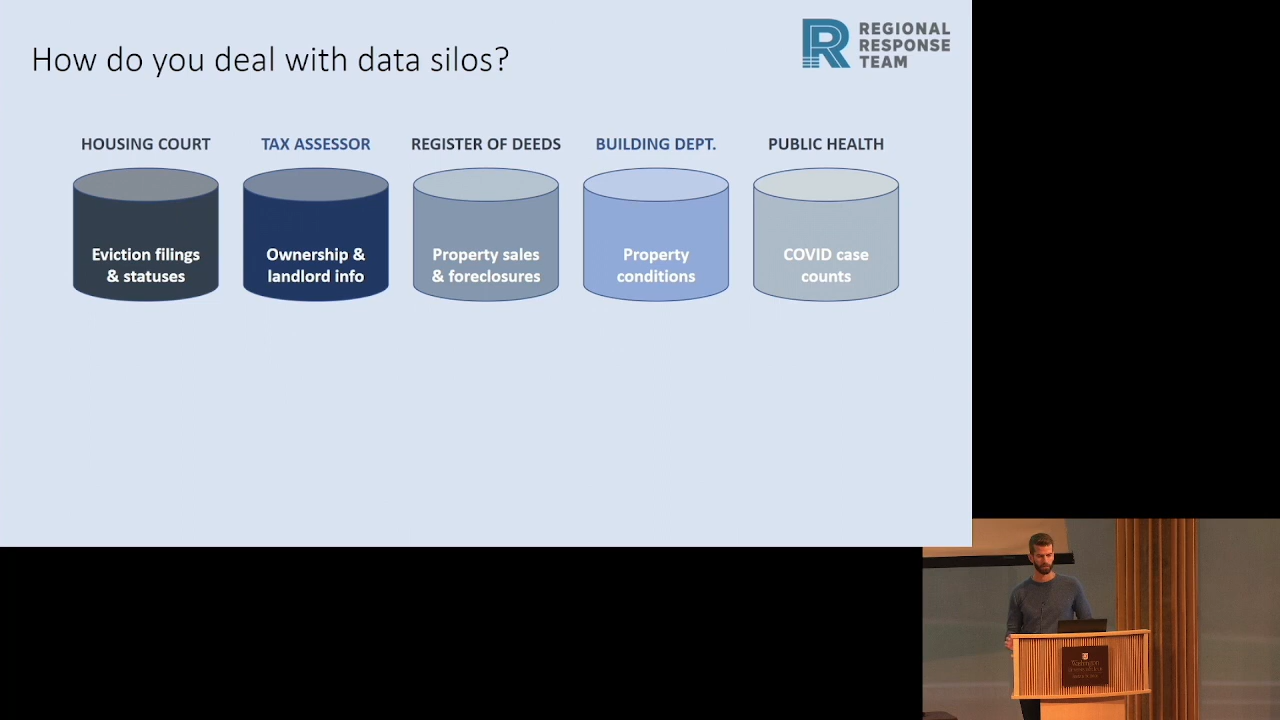 How do you deal with data silos?
REGIONAL
RESPONSE
TEAM
HOUSING COURT
TAX ASSESSOR
REGISTER OF DEEDS
BUILDING DEPT.
PUBLIC HEALTH
Eviction filings
& statuses
Ownership &
landlord info
Property sales
& foreclosures
Property
conditions
COVID case
counts
Washington